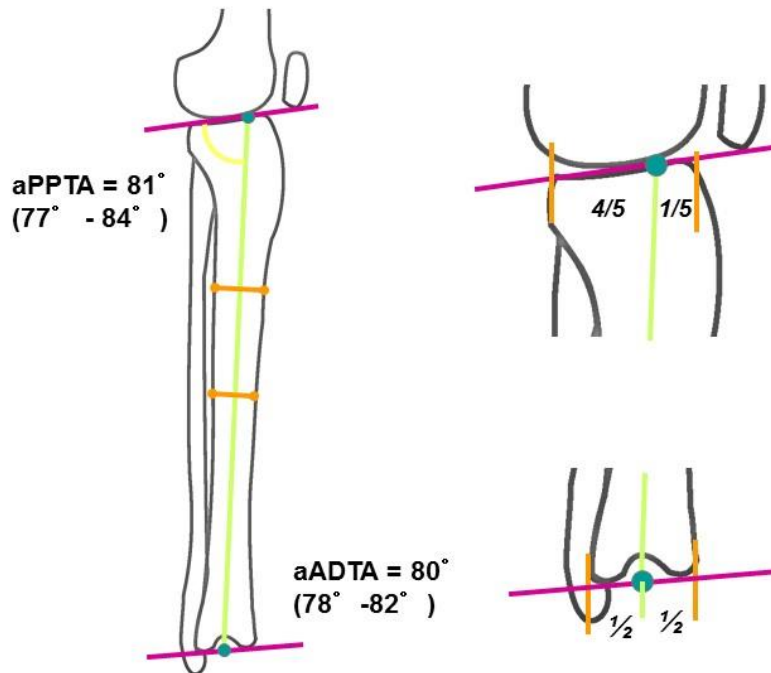 aPPTA = 81°
(77° - 84° )
4/5 1/5
aADTA = 80°
(78° -82° )
½ ½